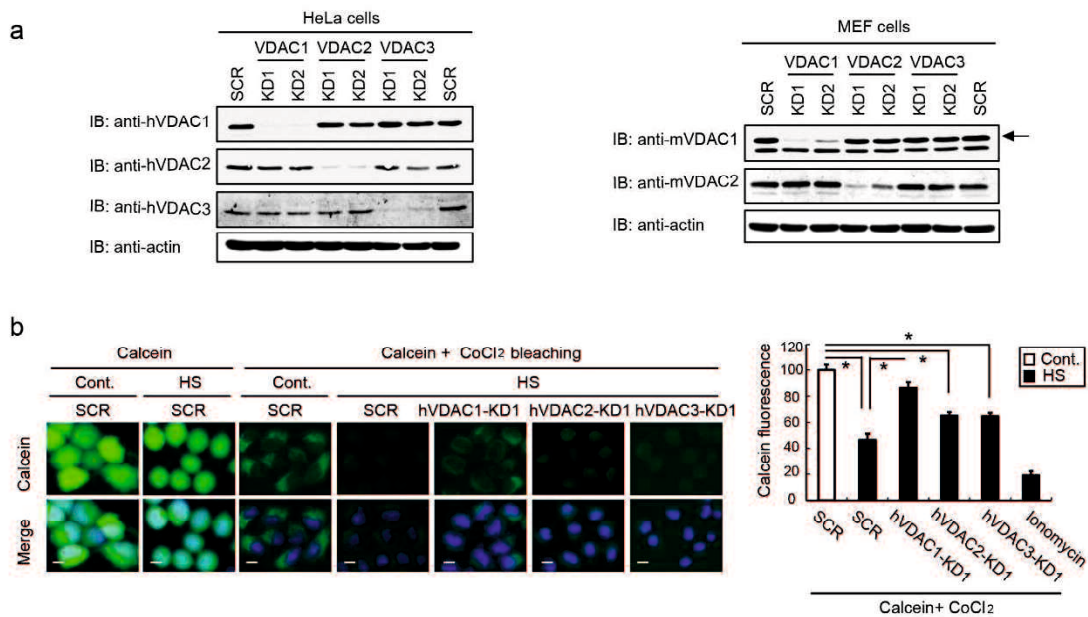 a
HeLa cells
VDAC1 VDAC2 VDAC3
SCR KD1 KD2 KD1 KD2 KD1 KD2 SCR
IB: anti-hVDAC1
IB: anti-hVDAC2
IB: anti-hVDAC3
IB: anti-actin
MEF cells
VDAC1 VDAC2 VDAC3
SCR KD1 KD2 KD1 KD2 KD1 KD2 SCR
IB: anti-mVDAC1
IB: anti-mVDAC2
IB: anti-actin
b
Calcein Calcein + CoCl2 bleaching
Cont. HS Cont. HS
SCR SCR SCR SCR hVDAC1-KD1 hVDAC2-KD1 hVDAC3-KD1
Calcein
Merge
Calcein fluorescence
120
100
80
60
40
20
0
* * * *
Cont.
HS
SCR SCR hVDAC1-KD1 hVDAC2-KD1 hVDAC3-KD1 Ionomycin
Calcein+ CoCl2